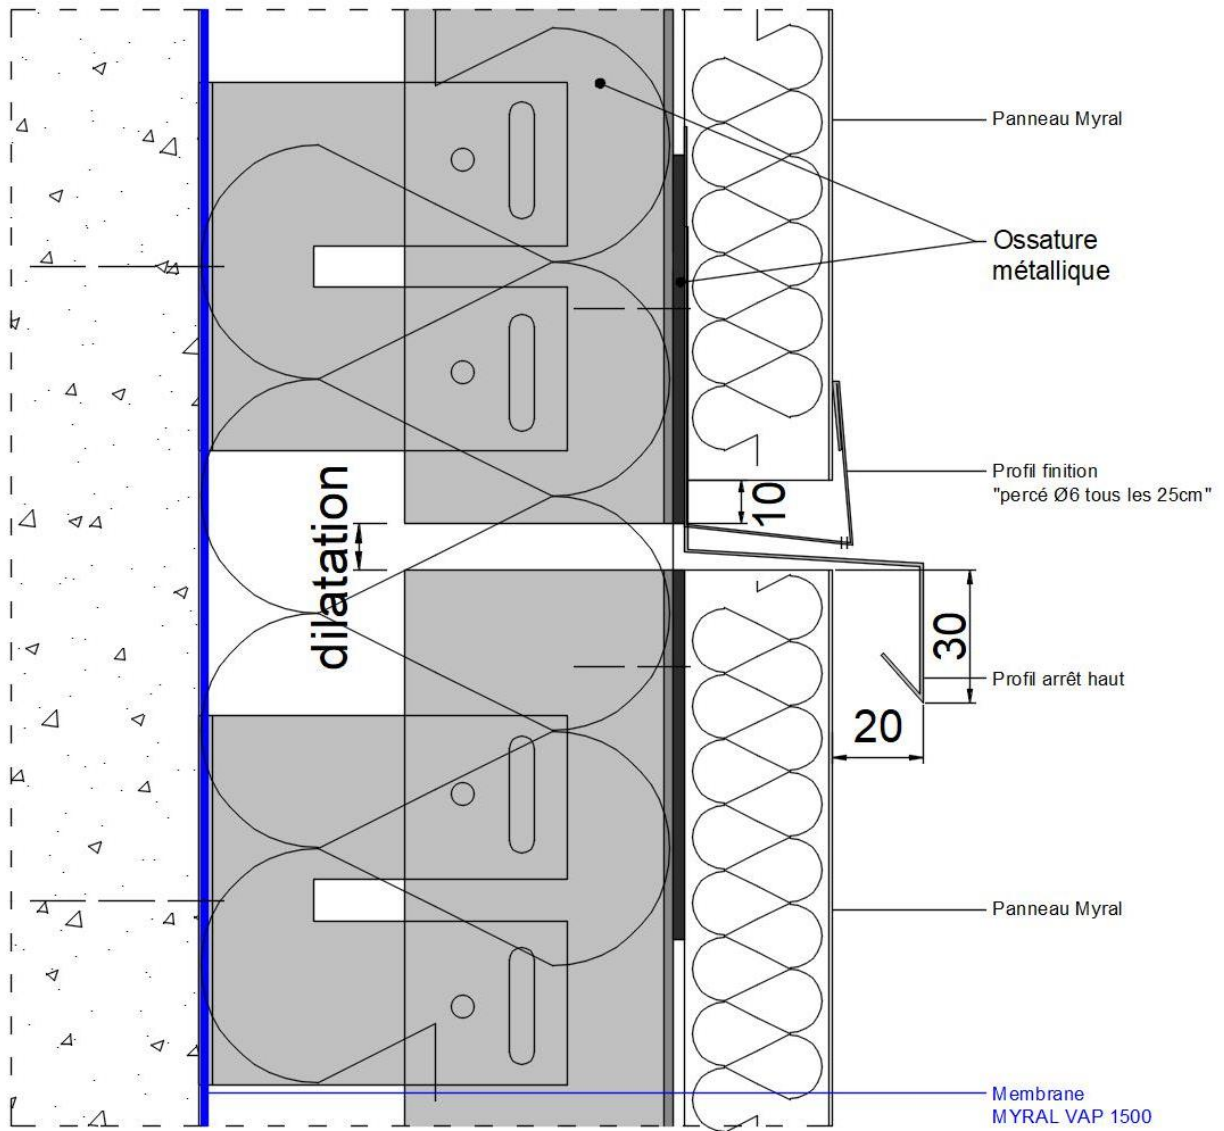 Panneau Myral
Ossature
métallique
Profil finition
"percé Ø6 tous les 25cm"
10
dilatation
30
Profil arrêt haut
20
Panneau Myral
Membrane
MYRAL VAP 1500